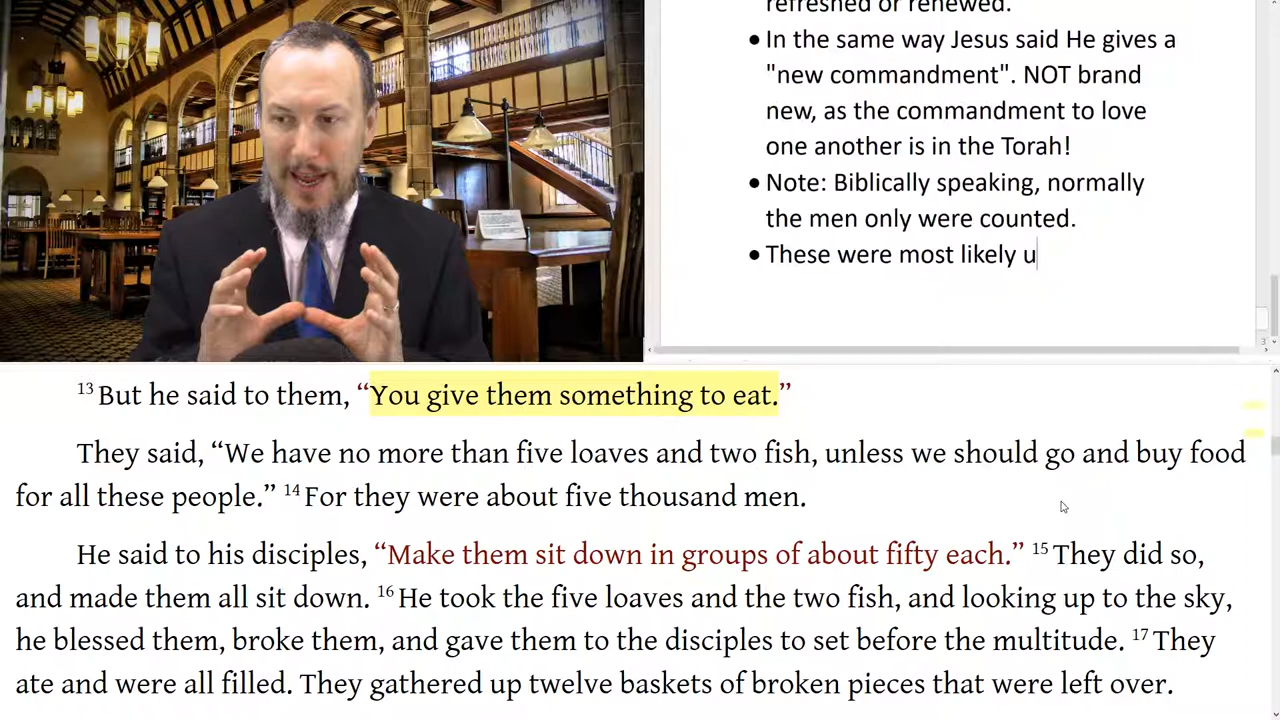 refreshed or renewed.
• In the same way Jesus said He gives a
"new commandment". NOT brand
new, as the commandment to love
one another is in the Torah!
• Note: Biblically speaking, normally
the men only were counted.
• These were most likely u
3
13 But he said to them, “You give them something to eat.”
They said, “We have no more than five loaves and two fish, unless we should go and buy food
for all these people.” 14 For they were about five thousand men.
He said to his disciples, “Make them sit down in groups of about fifty each.” 15 They did so,
and made them all sit down. 16 He took the five loaves and the two fish, and looking up to the sky,
he blessed them, broke them, and gave them to the disciples to set before the multitude. 17 They
ate and were all filled. They gathered up twelve baskets of broken pieces that were left over.